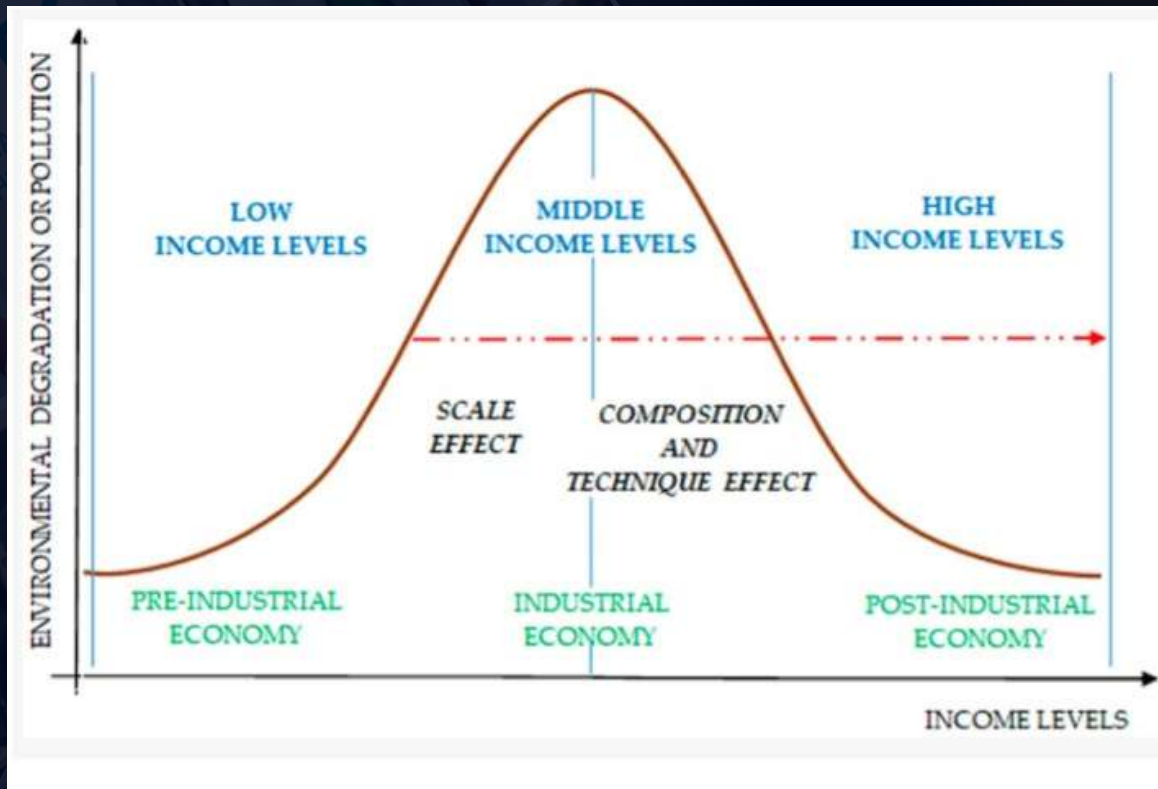 ENVIRONMENTAL DEGRADATION OR POLLUTION
LOW
INCOME LEVELS
MIDDLE
INCOME LEVELS
HIGH
INCOME LEVELS
SCALE
EFFECT
COMPOSITION
AND
TECHNIQUE EFFECT
PRE-INDUSTRIAL
ECONOMY
INDUSTRIAL
ECONOMY
POST-INDUSTRIAL
ECONOMY
INCOME LEVELS